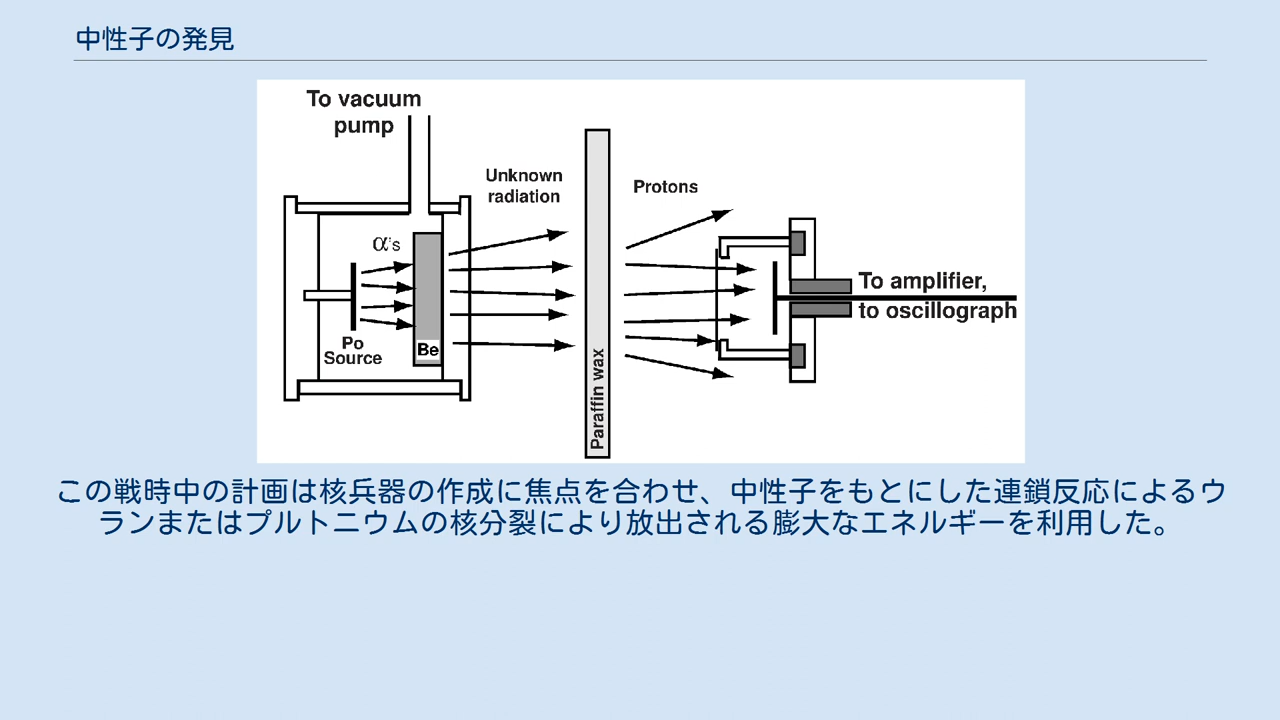 中性子の発見
To vacuum
pump
Unknown
radiation
Protons
α's
To amplifier,
to oscillograph
Po
Source
Be
Paraffin wax
この戦時中の計画は核兵器の作成に焦点を合わせ、中性子をもとにした連鎖反応によるウ
ランまたはプルトニウムの核分裂により放出される膨大なエネルギーを利用した。